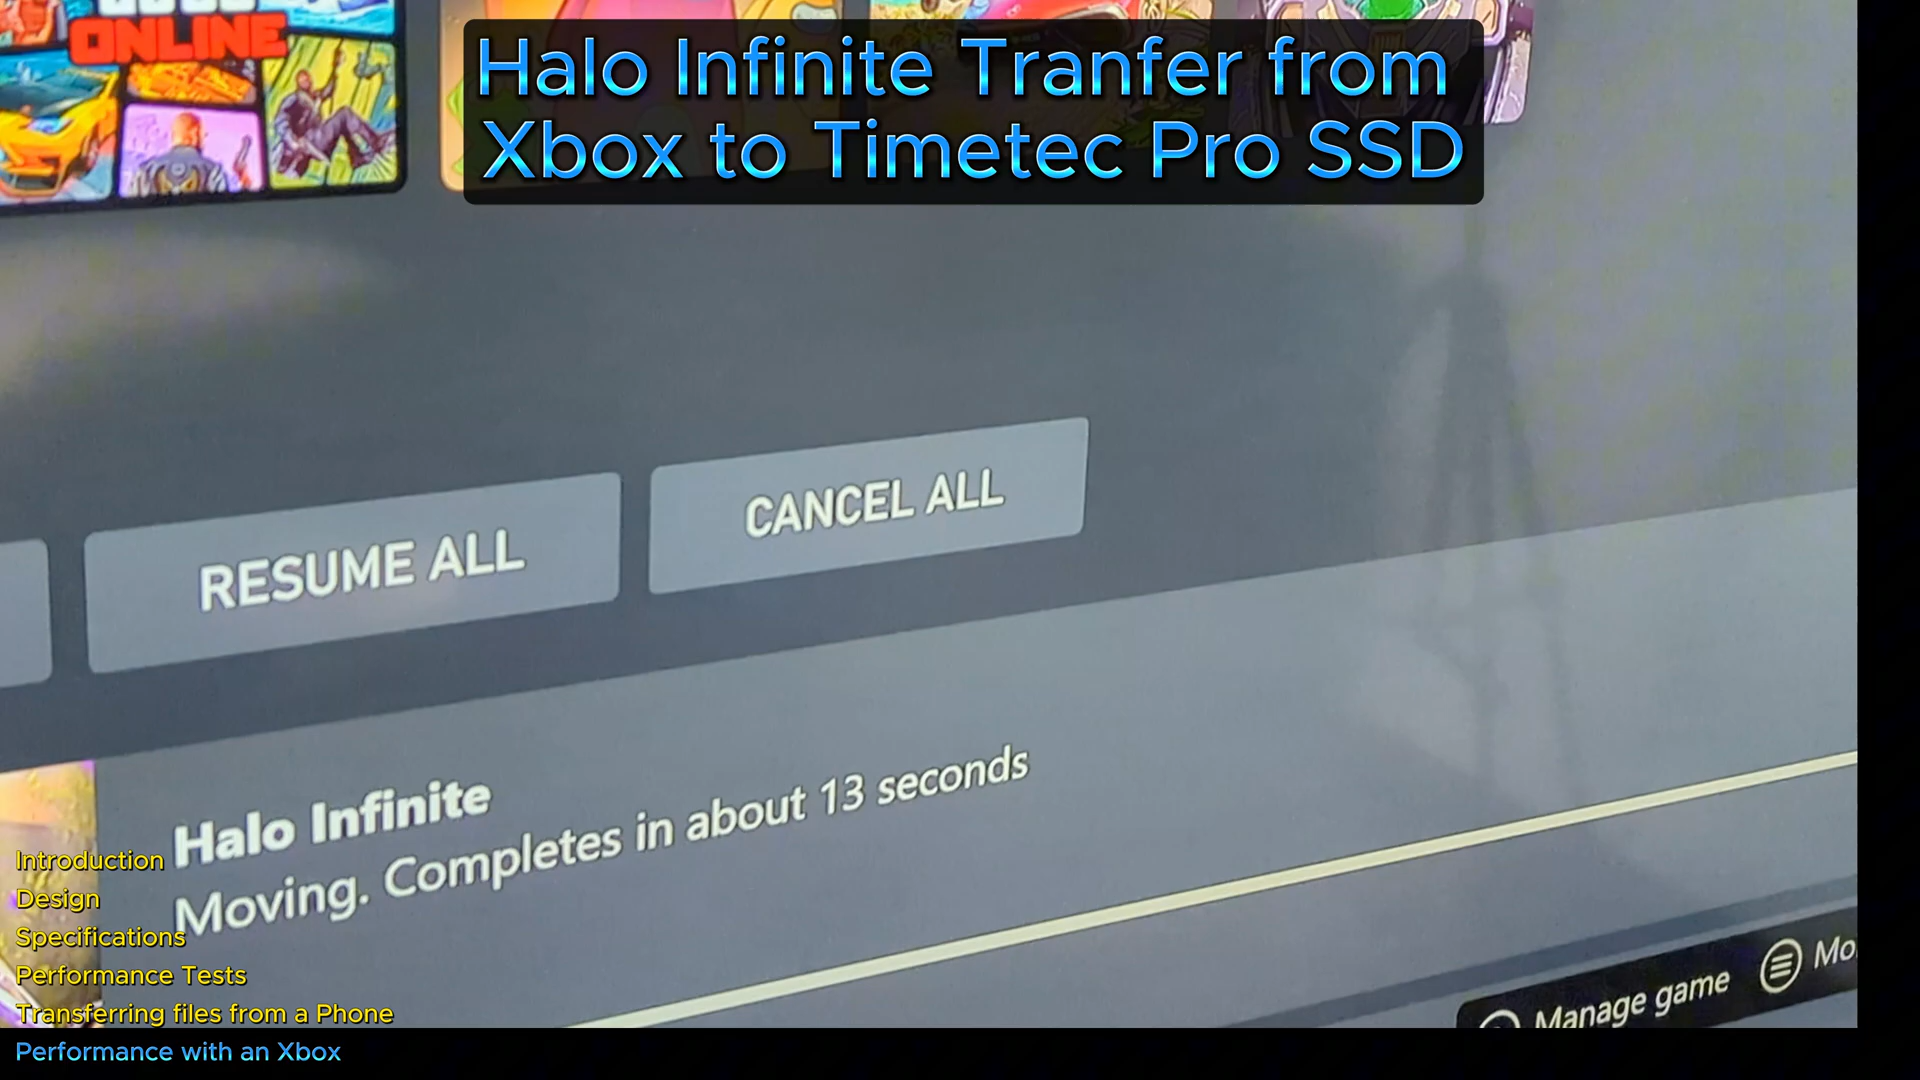 ONLINE
Halo Infinite Tranfer from
Xbox to Timetec Pro SSD
RESUME ALL
CANCEL ALL
Halo Infinite
Moving. Completes in about 13 seconds
Manage game
Mo
Introduction
Design
Specifications
Performance Tests
Transferring files from a Phone
Performance with an Xbox